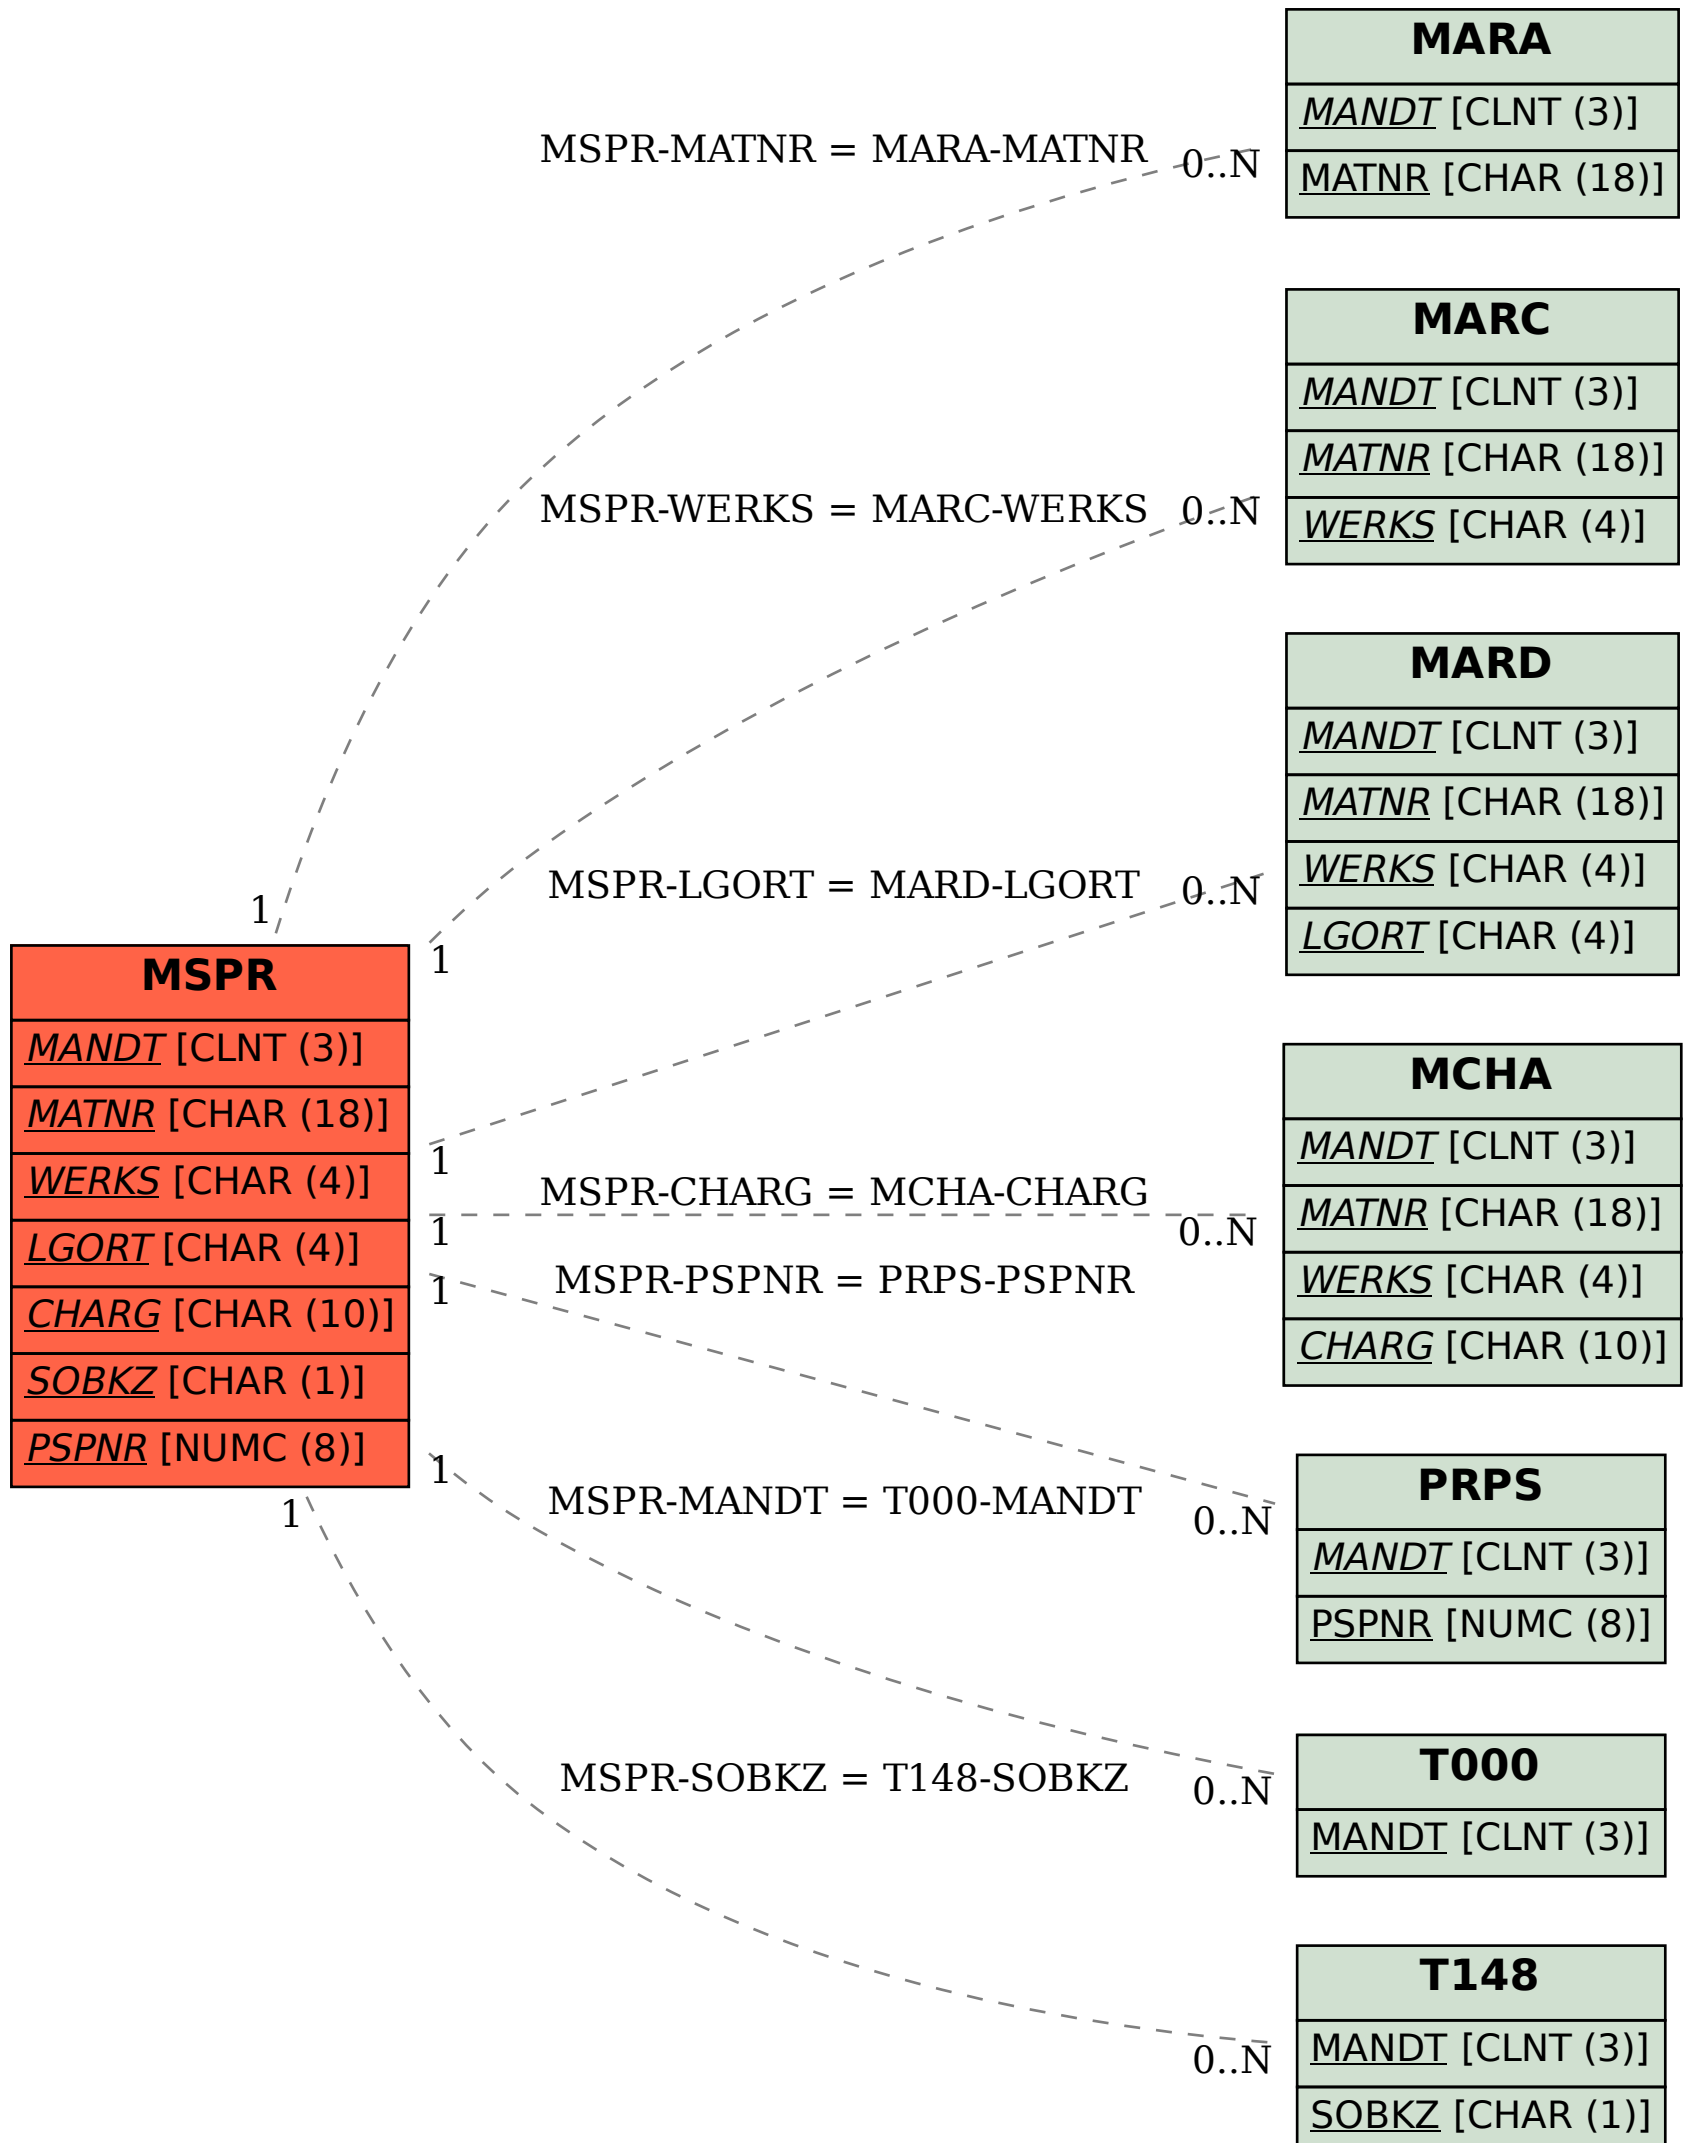 MARA
MANDT [CLNT (3)]
MATNR [CHAR (18)]
MSPR-MATNR = MARA-MATNR
0..N
MARC
MANDT [CLNT (3)]
MATNR [CHAR (18)]
WERKS [CHAR (4)]
MSPR-WERKS = MARC-WERKS
0..N
MARD
MANDT [CLNT (3)]
MATNR [CHAR (18)]
WERKS [CHAR (4)]
LGORT [CHAR (4)]
MSPR-LGORT = MARD-LGORT
0..N
1
1
MSPR
MANDT [CLNT (3)]
MATNR [CHAR (18)]
WERKS [CHAR (4)]
LGORT [CHAR (4)]
CHARG [CHAR (10)]
SOBKZ [CHAR (1)]
PSPNR [NUMC (8)]
1
1
1
1
1
MSPR-CHARG = MCHA-CHARG
0..N
MCHA
MANDT [CLNT (3)]
MATNR [CHAR (18)]
WERKS [CHAR (4)]
CHARG [CHAR (10)]
MSPR-PSPNR = PRPS-PSPNR
0..N
PRPS
MANDT [CLNT (3)]
PSPNR [NUMC (8)]
MSPR-MANDT = T000-MANDT
0..N
T000
MANDT [CLNT (3)]
MSPR-SOBKZ = T148-SOBKZ
0..N
T148
MANDT [CLNT (3)]
SOBKZ [CHAR (1)]